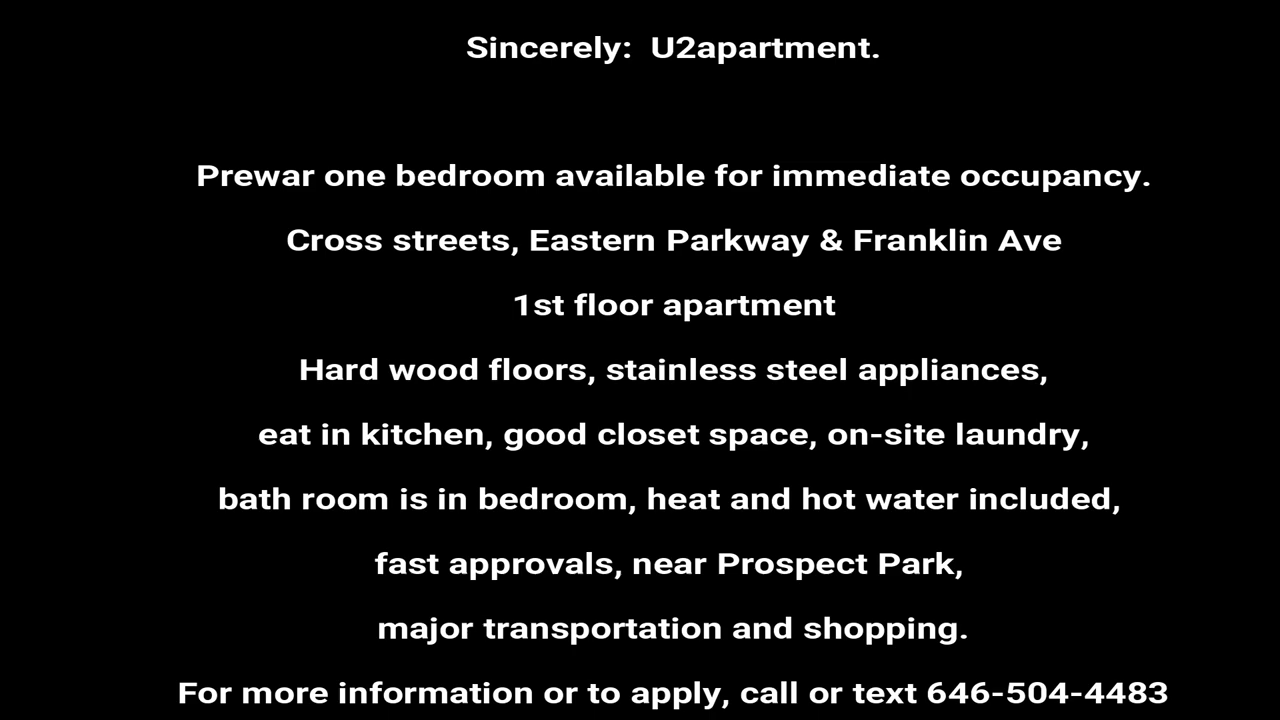 Sincerely:  U2apartment.
Prewar one bedroom available for immediate occupancy.
Cross streets, Eastern Parkway & Franklin Ave
1st floor apartment
Hard wood floors, stainless steel appliances,
eat in kitchen, good closet space, on-site laundry,
bath room is in bedroom, heat and hot water included,
fast approvals, near Prospect Park,
major transportation and shopping.
For more information or to apply, call or text 646-504-4483